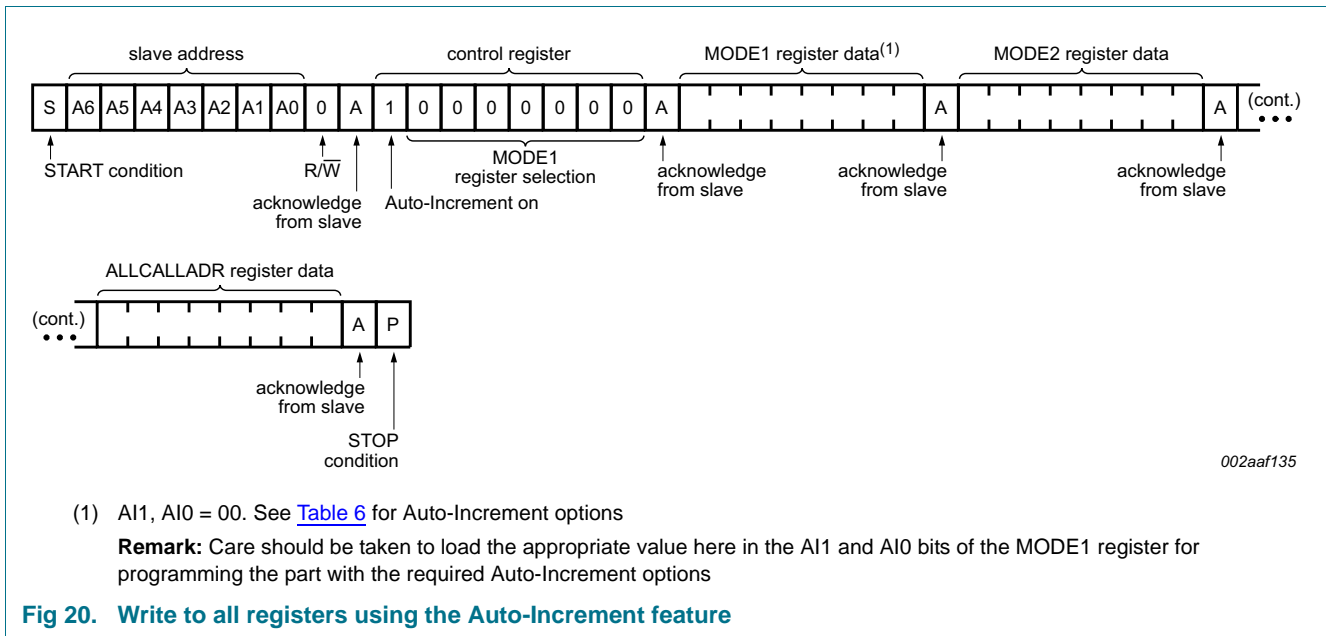 slave address control register MODE1 register data(1) MODE2 register data
S A6 A5 A4 A3 A2 A1 A0 0 A 1 0 0 0 0 0 0 0 A A A (cont.)
• • •
START condition R/W̅ MODE1 acknowledge acknowledge acknowledge
register selection from slave from slave from slave
acknowledge Auto-Increment on
from slave
ALLCALLADR register data
(cont.) A P
• • •
acknowledge
from slave
STOP
condition
002aaf135
(1) AI1, AI0 = 00. See Table 6 for Auto-Increment options
Remark: Care should be taken to load the appropriate value here in the AI1 and AI0 bits of the MODE1 register for
programming the part with the required Auto-Increment options
Fig 20. Write to all registers using the Auto-Increment feature